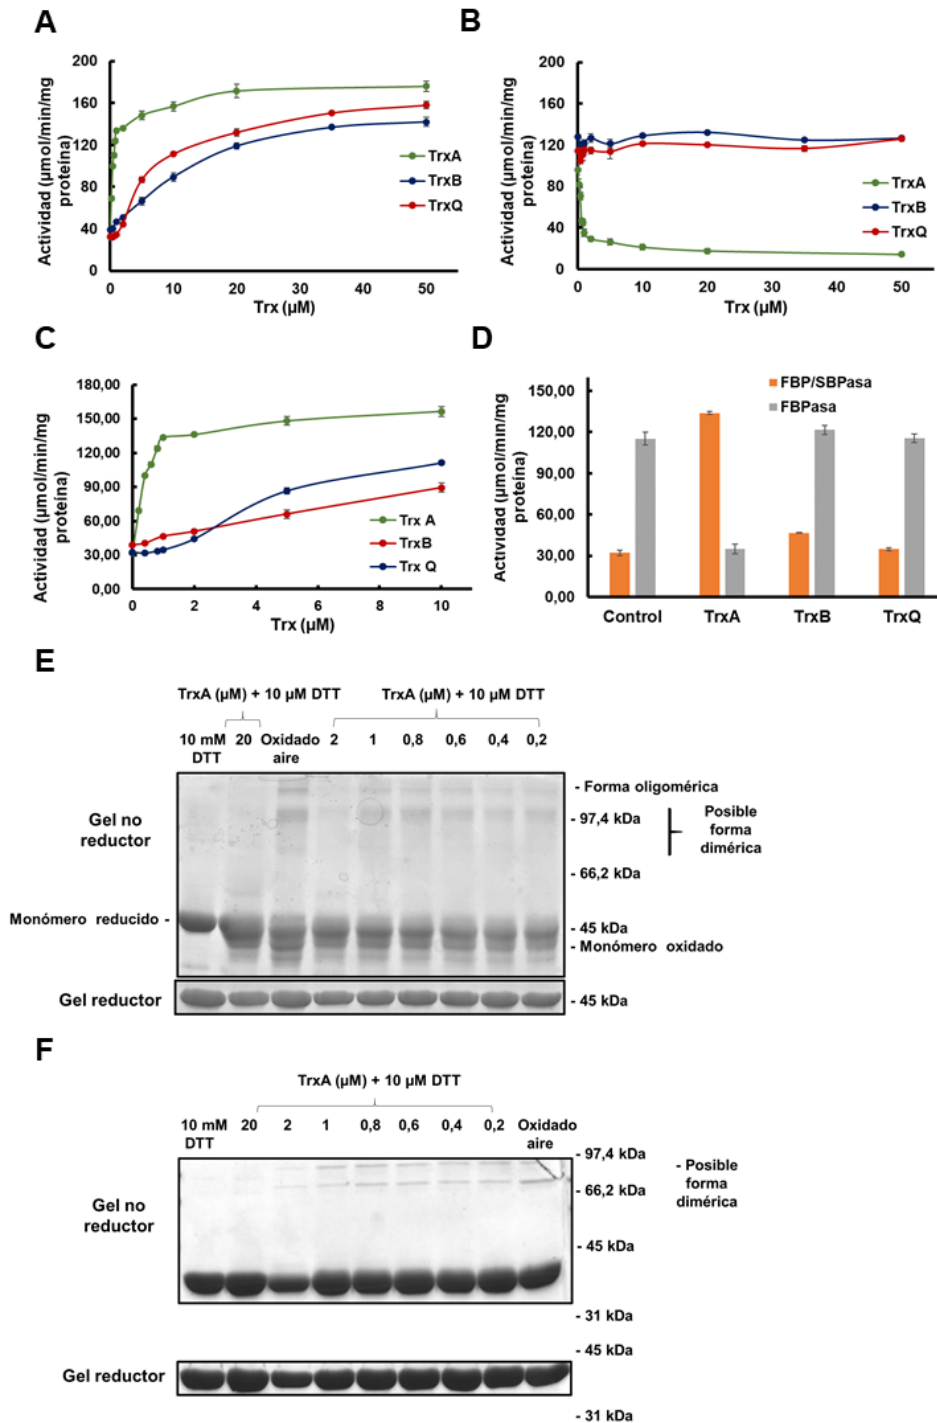 A
Actividad (µmol/min/mg
proteína)
200
160
120
80
40
0
0 10 20 30 40 50
Trx (µM)
TrxA
TrxB
TrxQ
B
Actividad (µmol/min/mg
proteína)
200
160
120
80
40
0
0 10 20 30 40 50
Trx (µM)
TrxA
TrxB
TrxQ
C
Actividad (µmol/min/mg
proteína)
180,00
150,00
120,00
90,00
60,00
30,00
0,00
0 2 4 6 8 10
Trx (µM)
Trx A
TrxB
Trx Q
D
Actividad (µmol/min/mg
proteína)
150,00
120,00
90,00
60,00
30,00
0,00
Control TrxA TrxB TrxQ
FBP/SBPasa
FBPasa
E
TrxA (µM) + 10 µM DTT
TrxA (µM) + 10 µM DTT
10 mM
DTT
20
Oxidado
aire
2 1 0,8 0,6 0,4 0,2
Gel no
reductor
- Forma oligomérica
- 97,4 kDa
Posible
forma
dimérica
- 66,2 kDa
Monómero reducido -
- 45 kDa
- Monómero oxidado
Gel reductor
- 45 kDa
F
TrxA (µM) + 10 µM DTT
10 mM
DTT
20 2 1 0,8 0,6 0,4 0,2
Oxidado
aire
Gel no
reductor
- 97,4 kDa
- Posible
forma
dimérica
- 66,2 kDa
- 45 kDa
- 31 kDa
- 45 kDa
Gel reductor
- 31 kDa